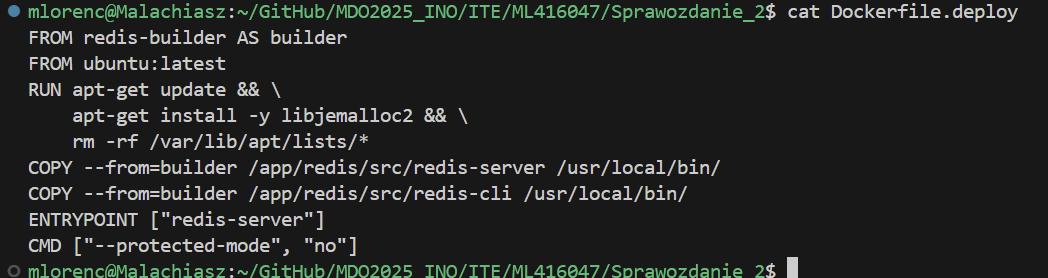 mlorenc@Malachiasz:~/GitHub/MDO2025_INO/ITE/ML416047/Sprawozdanie_2$ cat Dockerfile.deploy
FROM redis-builder AS builder
FROM ubuntu:latest
RUN apt-get update && \
    apt-get install -y libjemalloc2 && \
    rm -rf /var/lib/apt/lists/*
COPY --from=builder /app/redis/src/redis-server /usr/local/bin/
COPY --from=builder /app/redis/src/redis-cli /usr/local/bin/
ENTRYPOINT ["redis-server"]
CMD ["--protected-mode", "no"]
mlorenc@Malachiasz:~/GitHub/MDO2025_INO/ITE/ML416047/Sprawozdanie_2$